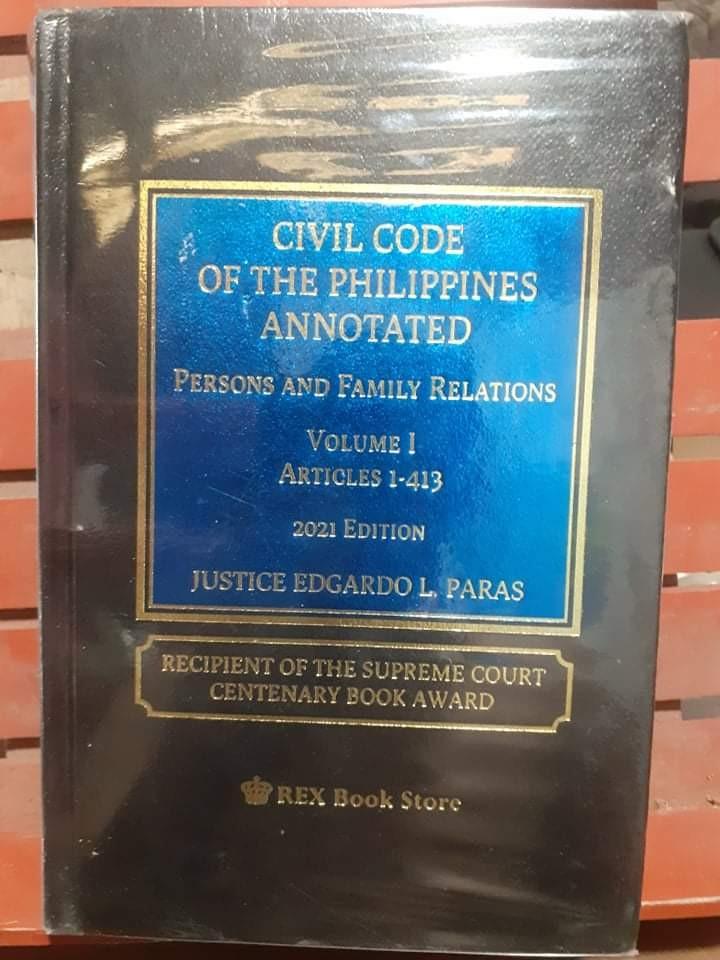 CIVIL CODE
OF THE PHILIPPINES
ANNOTATED
PERSONS AND FAMILY RELATIONS
VOLUME I
ARTICLES 1-413
2021 EDITION
JUSTICE EDGARDO L. PARAS
RECIPIENT OF THE SUPREME COURT
CENTENARY BOOK AWARD
REX Book Store